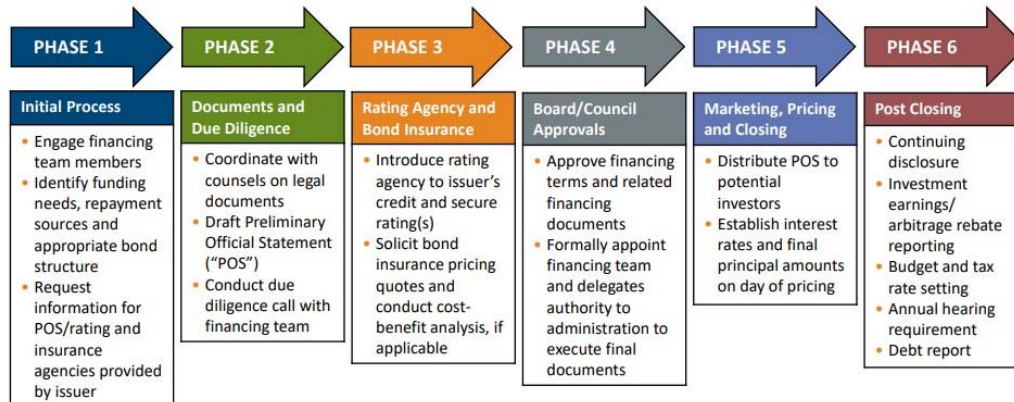 PHASE 1
PHASE 2
PHASE 3
PHASE 4
PHASE 5
PHASE 6
Initial Process
• Engage financing
team members
• Identify funding
needs, repayment
sources and
appropriate bond
structure
• Request
information for
POS/rating and
insurance
agencies provided
by issuer
Documents and
Due Diligence
• Coordinate with
counsels on legal
documents
• Draft Preliminary
Official Statement
("POS")
• Conduct due
diligence call with
financing team
Rating Agency and
Bond Insurance
• Introduce rating
agency to issuer's
credit and secure
rating(s)
• Solicit bond
insurance pricing
quotes and
conduct cost-
benefit analysis, if
applicable
Board/Council
Approvals
• Approve financing
terms and related
financing
documents
• Formally appoint
financing team
and delegates
authority to
administration to
execute final
documents
Marketing, Pricing
and Closing
• Distribute POS to
potential
investors
• Establish interest
rates and final
principal amounts
on day of pricing
Post Closing
• Continuing
disclosure
• Investment
earnings/
arbitrage rebate
reporting
• Budget and tax
rate setting
• Annual hearing
requirement
• Debt report